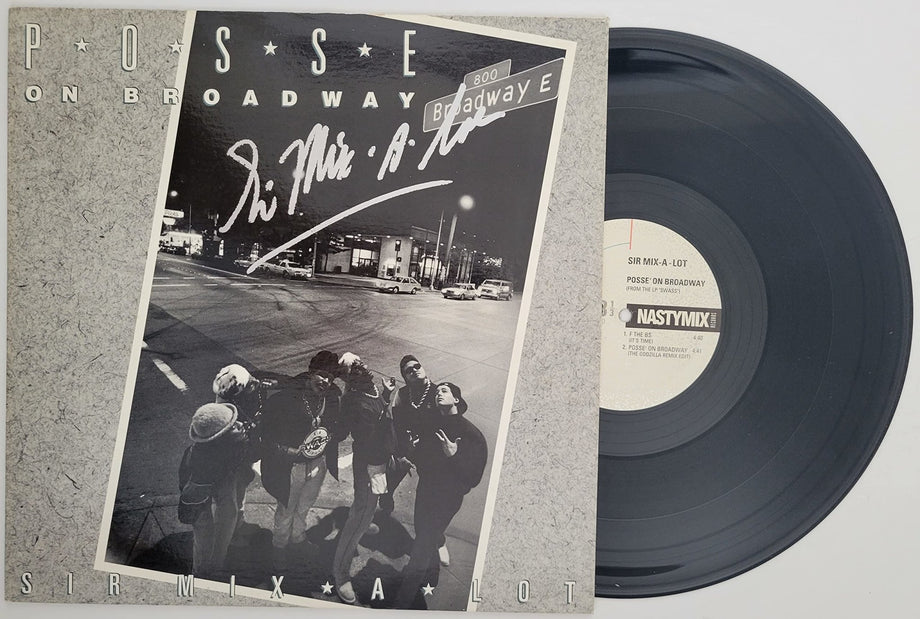 P★O★S★S★E
ON BROADWAY
800
Broadway E
Sir Mix·A·Lot
SIR MIX★A★LOT
SIR MIX-A-LOT
POSSE' ON BROADWAY
(FROM THE LP "SWASS")
NASTYMIX
RECORDS
1. F THE BS 4:40
(IT'S TIME)
2. POSSE' ON BROADWAY 4:41
(THE GODZILLA REMIX EDIT)